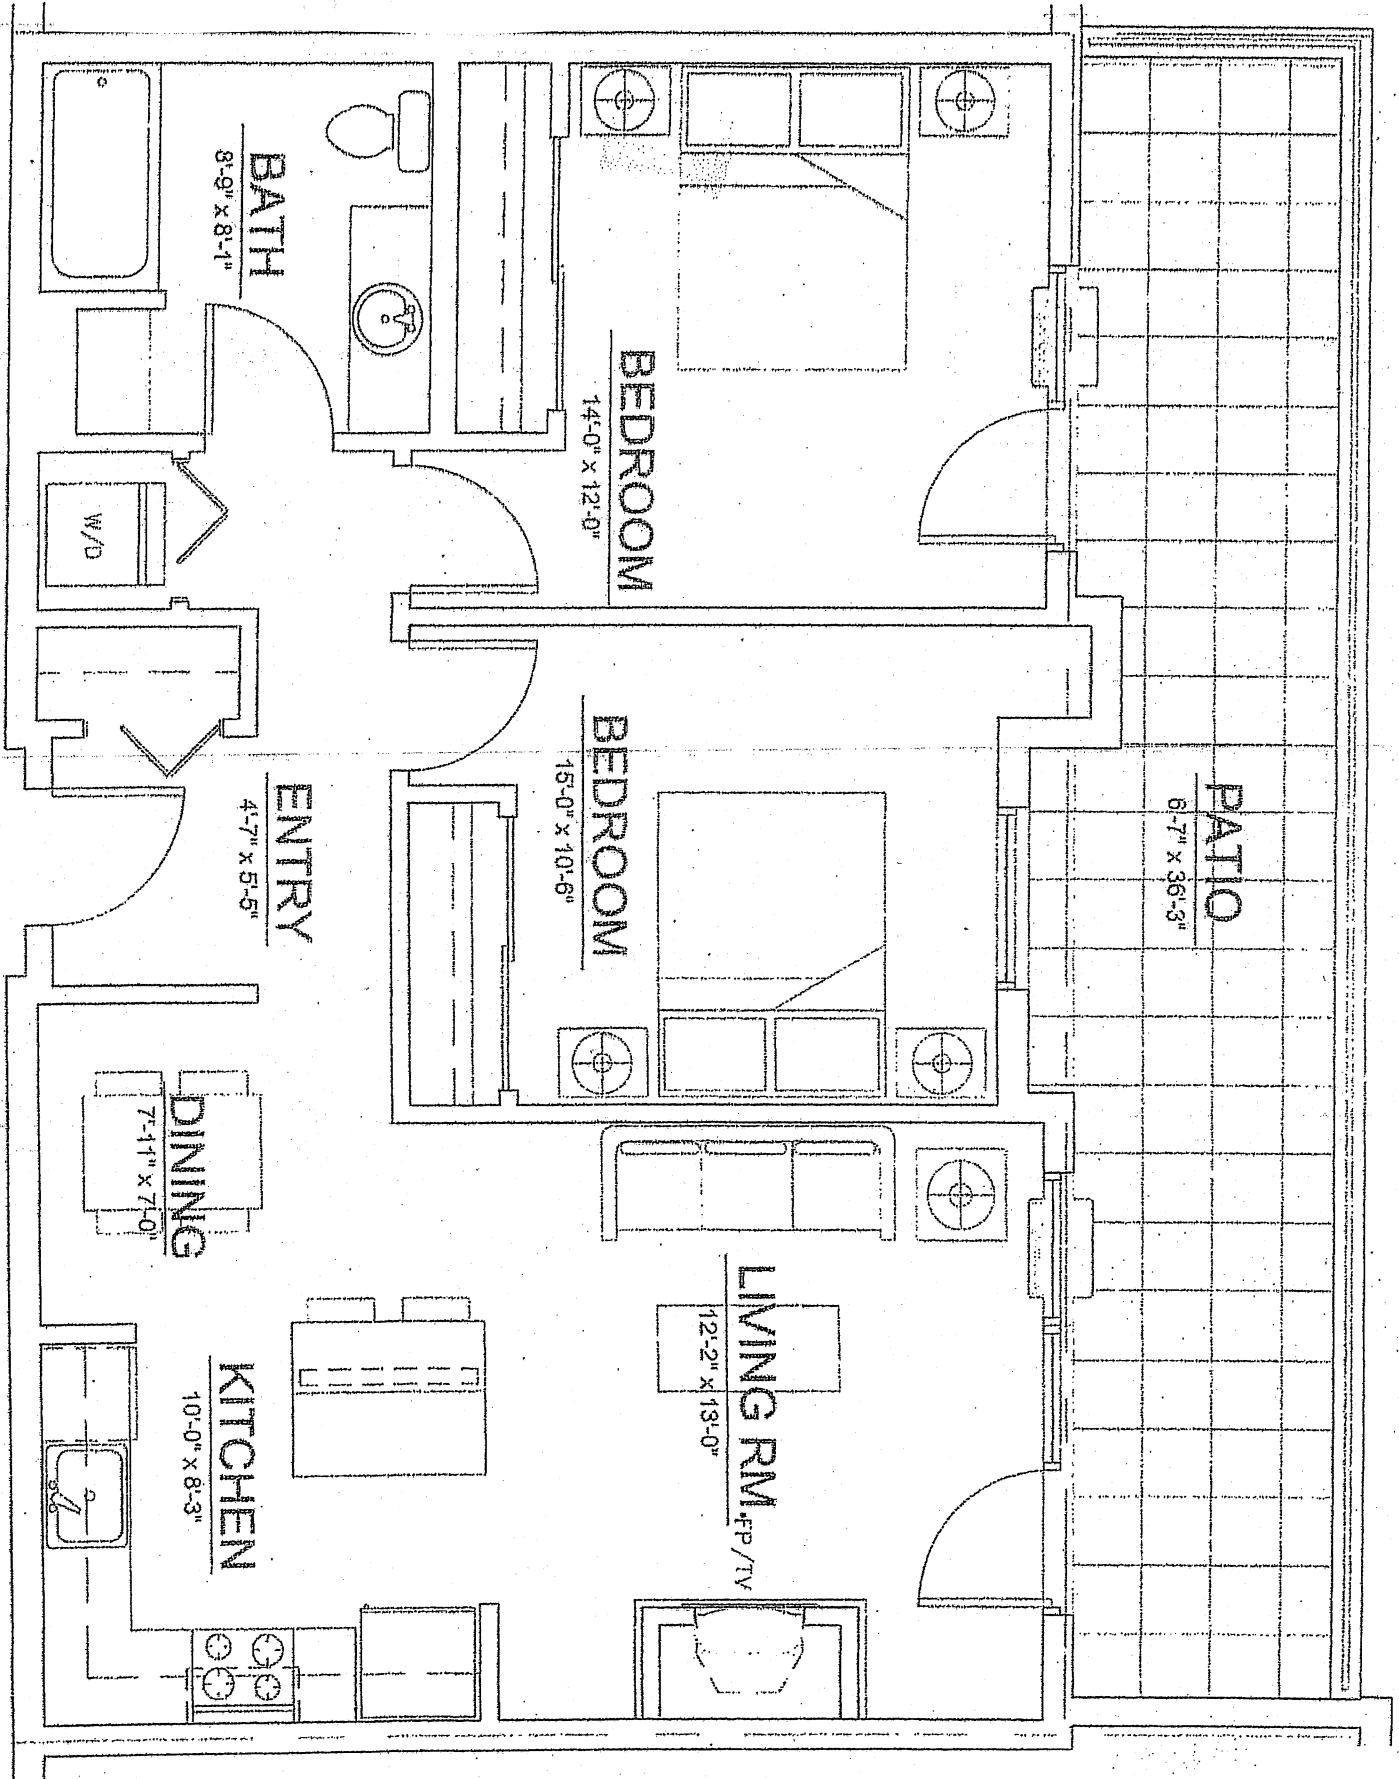 PATIO
6'-7" x 36'-3"
LIVING RM
12'-2" x 13'-0"
FP/TV
BEDROOM
14'-0" x 12'-0"
BEDROOM
15'-0" x 10'-6"
ENTRY
4'-7" x 5'-5"
BATH
8'-9" x 8'-1"
KITCHEN
10'-0" x 8'-3"
DINING
7'-11" x 7'-0"
W/D